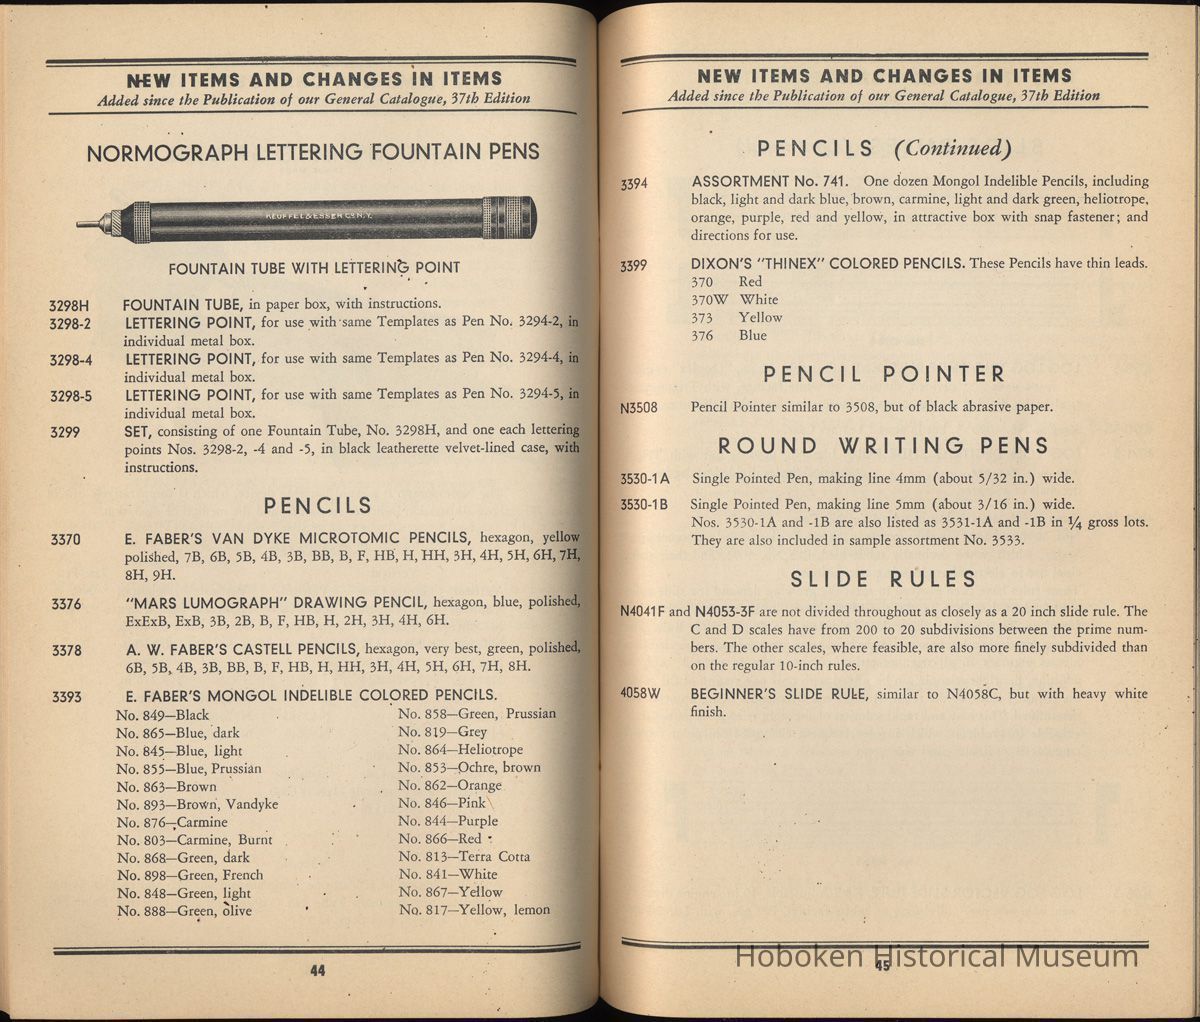 NEW ITEMS AND CHANGES IN ITEMS
Added since the Publication of our General Catalogue, 37th Edition
NORMOGRAPH LETTERING FOUNTAIN PENS
KEUFFEL & ESSER CO. N.Y.
FOUNTAIN TUBE WITH LETTERING POINT
3298H FOUNTAIN TUBE, in paper box, with instructions.
3298-2 LETTERING POINT, for use with same Templates as Pen No. 3294-2, in
individual metal box.
3298-4 LETTERING POINT, for use with same Templates as Pen No. 3294-4, in
individual metal box.
3298-5 LETTERING POINT, for use with same Templates as Pen No. 3294-5, in
individual metal box.
3299 SET, consisting of one Fountain Tube, No. 3298H, and one each lettering
points Nos. 3298-2, -4 and -5, in black leatherette velvet-lined case, with
instructions.
PENCILS
3370 E. FABER'S VAN DYKE MICROTOMIC PENCILS, hexagon, yellow
polished, 7B, 6B, 5B, 4B, 3B, BB, B, F, HB, H, HH, 3H, 4H, 5H, 6H, 7H,
8H, 9H.
3376 "MARS LUMOGRAPH" DRAWING PENCIL, hexagon, blue, polished,
ExExB, ExB, 3B, 2B, B, F, HB, H, 2H, 3H, 4H, 6H.
3378 A. W. FABER'S CASTELL PENCILS, hexagon, very best, green, polished,
6B, 5B, 4B, 3B, BB, B, F, HB, H, HH, 3H, 4H, 5H, 6H, 7H, 8H.
3393 E. FABER'S MONGOL INDELIBLE COLORED PENCILS.
No. 849—Black
No. 865—Blue, dark
No. 845—Blue, light
No. 855—Blue, Prussian
No. 863—Brown
No. 893—Brown, Vandyke
No. 876—Carmine
No. 803—Carmine, Burnt
No. 868—Green, dark
No. 898—Green, French
No. 848—Green, light
No. 888—Green, olive
No. 858—Green, Prussian
No. 819—Grey
No. 864—Heliotrope
No. 853—Ochre, brown
No. 862—Orange
No. 846—Pink
No. 844—Purple
No. 866—Red
No. 813—Terra Cotta
No. 841—White
No. 867—Yellow
No. 817—Yellow, lemon
44
NEW ITEMS AND CHANGES IN ITEMS
Added since the Publication of our General Catalogue, 37th Edition
PENCILS (Continued)
3394 ASSORTMENT No. 741. One dozen Mongol Indelible Pencils, including
black, light and dark blue, brown, carmine, light and dark green, heliotrope,
orange, purple, red and yellow, in attractive box with snap fastener; and
directions for use.
3399 DIXON'S "THINEX" COLORED PENCILS. These Pencils have thin leads.
370 Red
370W White
373 Yellow
376 Blue
PENCIL POINTER
N3508 Pencil Pointer similar to 3508, but of black abrasive paper.
ROUND WRITING PENS
3530-1A Single Pointed Pen, making line 4mm (about 5/32 in.) wide.
3530-1B Single Pointed Pen, making line 5mm (about 3/16 in.) wide.
Nos. 3530-1A and -1B are also listed as 3531-1A and -1B in ¼ gross lots.
They are also included in sample assortment No. 3533.
SLIDE RULES
N4041F and N4053-3F are not divided throughout as closely as a 20 inch slide rule. The
C and D scales have from 200 to 20 subdivisions between the prime num-
bers. The other scales, where feasible, are also more finely subdivided than
on the regular 10-inch rules.
4058W BEGINNER'S SLIDE RULE, similar to N4058C, but with heavy white
finish.
45
Hoboken Historical Museum